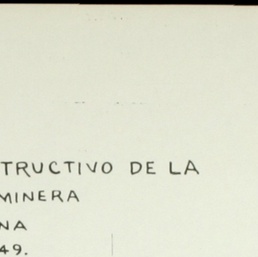 TRUCTIVO DE LA
MINERA
NA
49.